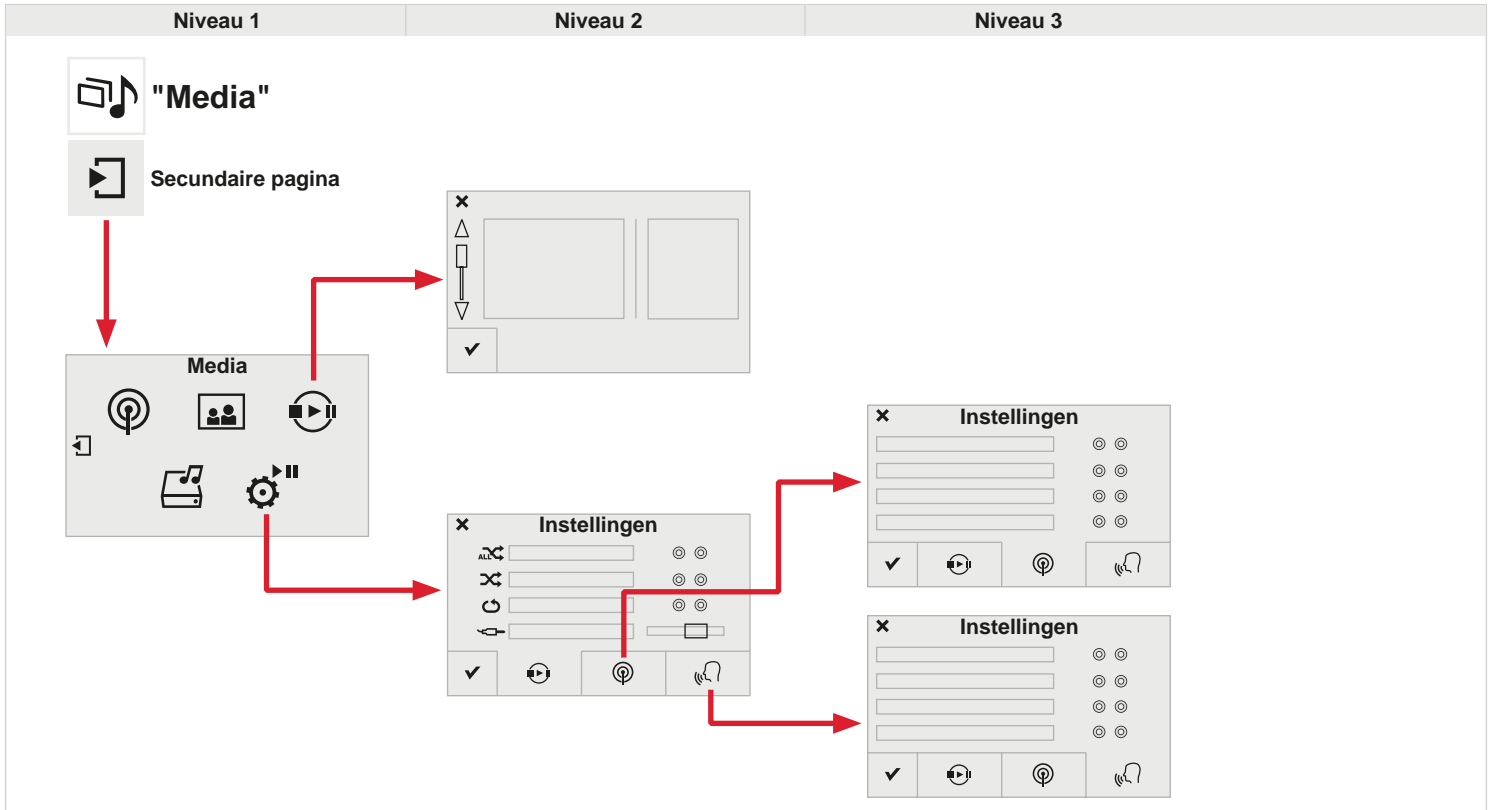 Niveau 1
Niveau 2
Niveau 3
"Media"
Secundaire pagina
Media
Instellingen
ALL
Instellingen
Instellingen